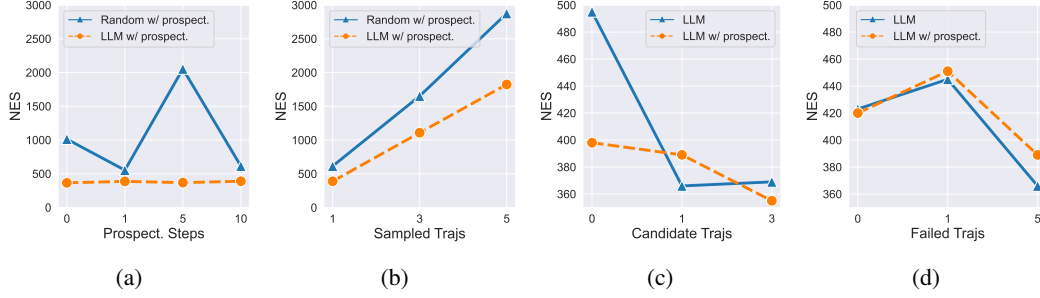 3000
2500
2000
1500
1000
500
0
NES
Random w/ prospect.
LLM w/ prospect.
0 1 5 10
Prospect. Steps
(a)
3000
2500
2000
1500
1000
500
0
NES
Random w/ prospect.
LLM w/ prospect.
1 3 5
Sampled Trajs
(b)
500
480
460
440
420
400
380
360
NES
LLM
LLM w/ prospect.
0 1 3
Candidate Trajs
(c)
500
480
460
440
420
400
380
360
NES
LLM
LLM w/ prospect.
0 1 5
Failed Trajs
(d)